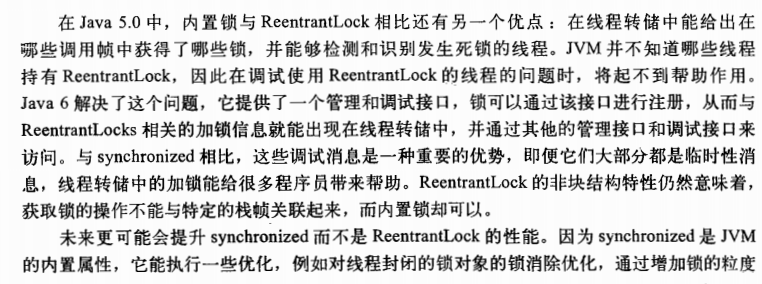 在 Java 5.0 中，内置锁与 ReentrantLock 相比还有另一个优点：在线程转储中能给出在
哪些调用帧中获得了哪些锁，并能够检测和识别发生死锁的线程。JVM 并不知道哪些线程
持有 ReentrantLock，因此在调试使用 ReentrantLock 的线程的问题时，将起不到帮助作用。
Java 6 解决了这个问题，它提供了一个管理和调试接口，锁可以通过该接口进行注册，从而与
ReentrantLocks 相关的加锁信息就能出现在线程转储中，并通过其他的管理接口和调试接口来
访问。与 synchronized 相比，这些调试消息是一种重要的优势，即便它们大部分都是临时性消
息，线程转储中的加锁能给很多程序员带来帮助。ReentrantLock 的非块结构特性仍然意味着，
获取锁的操作不能与特定的栈帧关联起来，而内置锁却可以。
未来更可能会提升 synchronized 而不是 ReentrantLock 的性能。因为 synchronized 是 JVM
的内置属性，它能执行一些优化，例如对线程封闭的锁对象的锁消除优化，通过增加锁的粒度